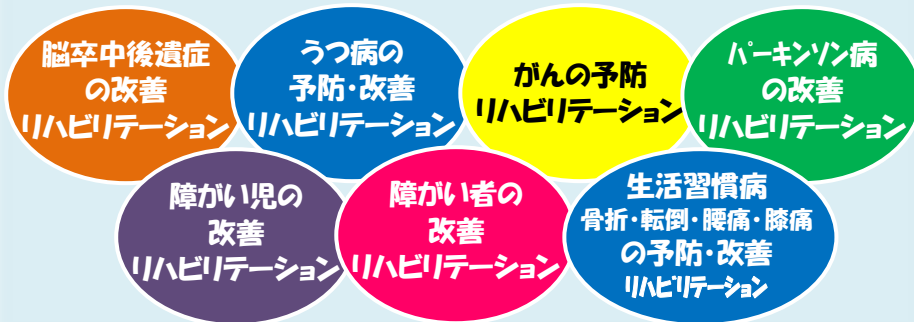 脳卒中後遺症
の改善
リハビリテーション
うつ病の
予防・改善
リハビリテーション
がんの予防
リハビリテーション
パーキンソン病
の改善
リハビリテーション
障がい児の
改善
リハビリテーション
障がい者の
改善
リハビリテーション
生活習慣病
骨折・転倒・腰痛・膝痛
の予防・改善
リハビリテーション